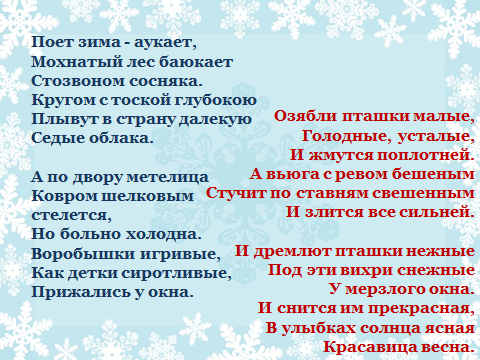 Поет зима - аукает,
Мохнатый лес баюкает
Стозвоном сосняка.
Кругом с тоской глубокою
Плывут в страну далекую
Седые облака.
А по двору метелица
Ковром шелковым
стелется,
Но больно холодна.
Воробышки игривые,
Как детки сиротливые,
Прижались у окна.
Озябли пташки малые,
Голодные, усталые,
И жмутся поплотней.
А вьюга с ревом бешеным
Стучит по ставням свешенным
И злится все сильней.
И дремлют пташки нежные
Под эти вихри снежные
У мерзлого окна.
И снится им прекрасная,
В улыбках солнца ясная
Красавица весна.